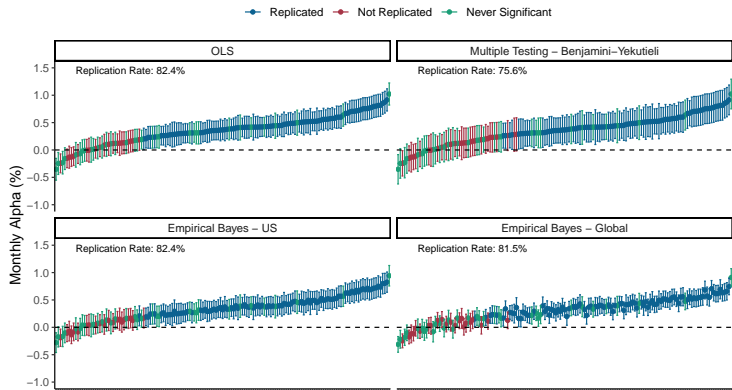 Replicated Not Replicated Never Significant
OLS
Multiple Testing − Benjamini−Yekutieli
Replication Rate: 82.4%
Replication Rate: 75.6%
1.5
1.0
0.5
0.0
−0.5
−1.0
Empirical Bayes − US
Empirical Bayes − Global
Replication Rate: 82.4%
Replication Rate: 81.5%
1.5
1.0
0.5
0.0
−0.5
−1.0
Monthly Alpha (%)